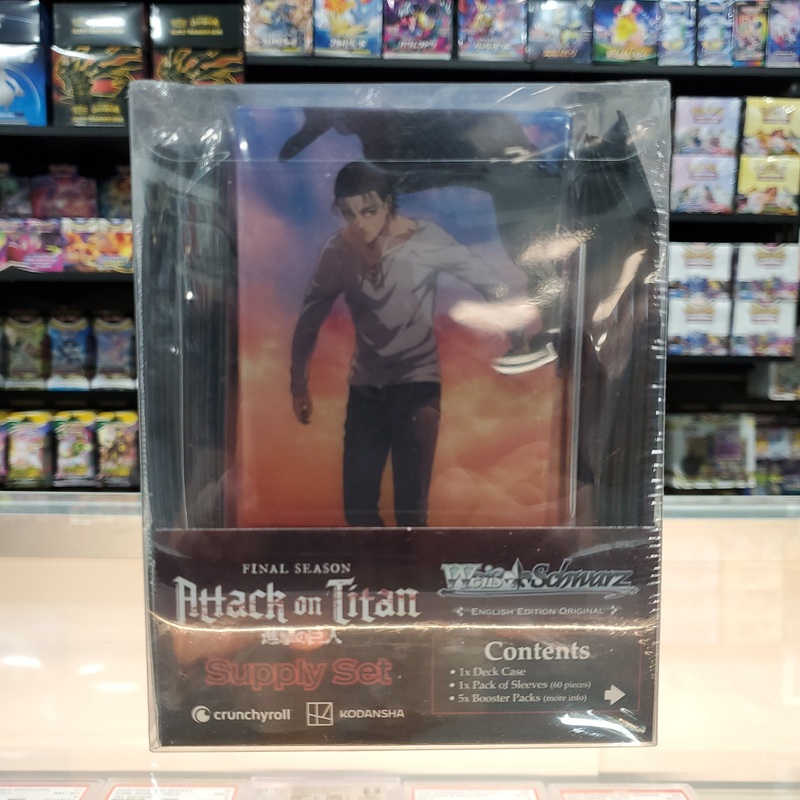 FINAL SEASON
Attack on Titan
進撃の巨人
Supply Set
crunchyroll
KODANSHA
Weiß Schwarz
ENGLISH EDITION ORIGINAL
Contents
• 1x Deck Case
• 1x Pack of Sleeves (60 pieces)
• 5x Booster Packs (more info)